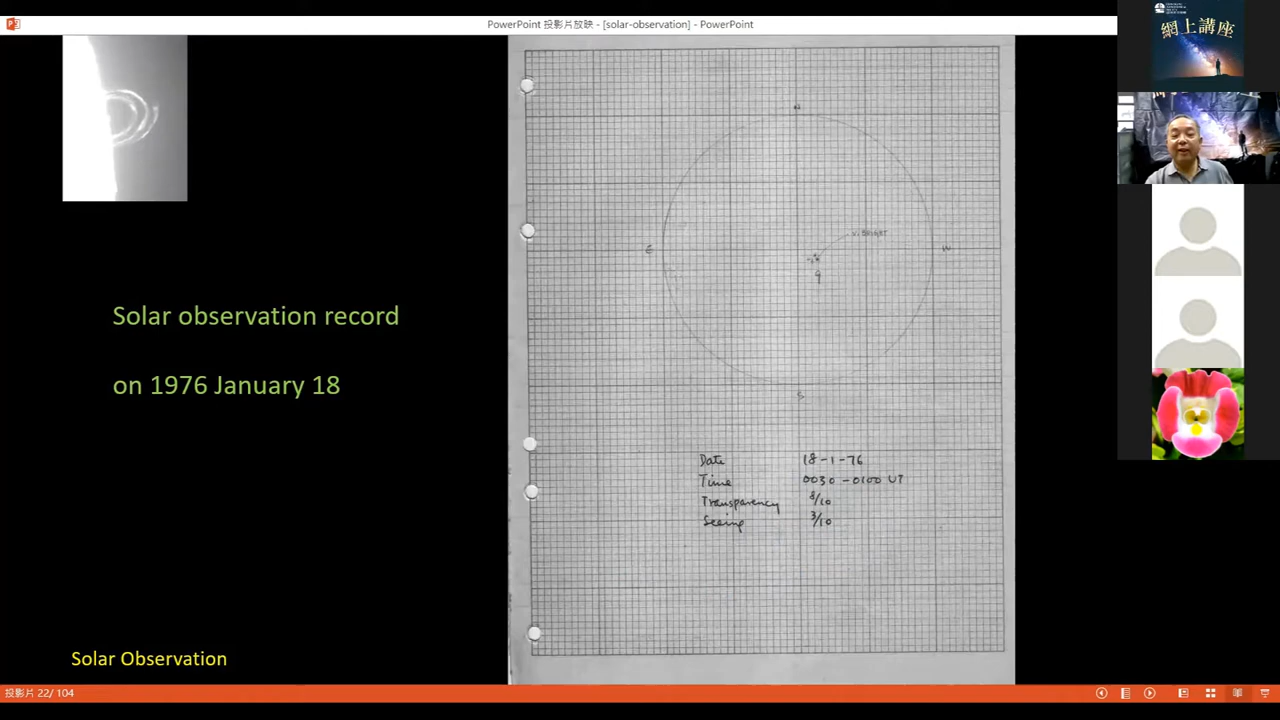 PowerPoint 投影片放映 - [solar-observation] - PowerPoint
網上講座
N
E
W
V. BRIGHT
9
S
Solar observation record
on 1976 January 18
Date 18-1-76
Time 0030 - 0100 UT
Transparency 8/10
Seeing 3/10
Solar Observation
投影片 22/ 104